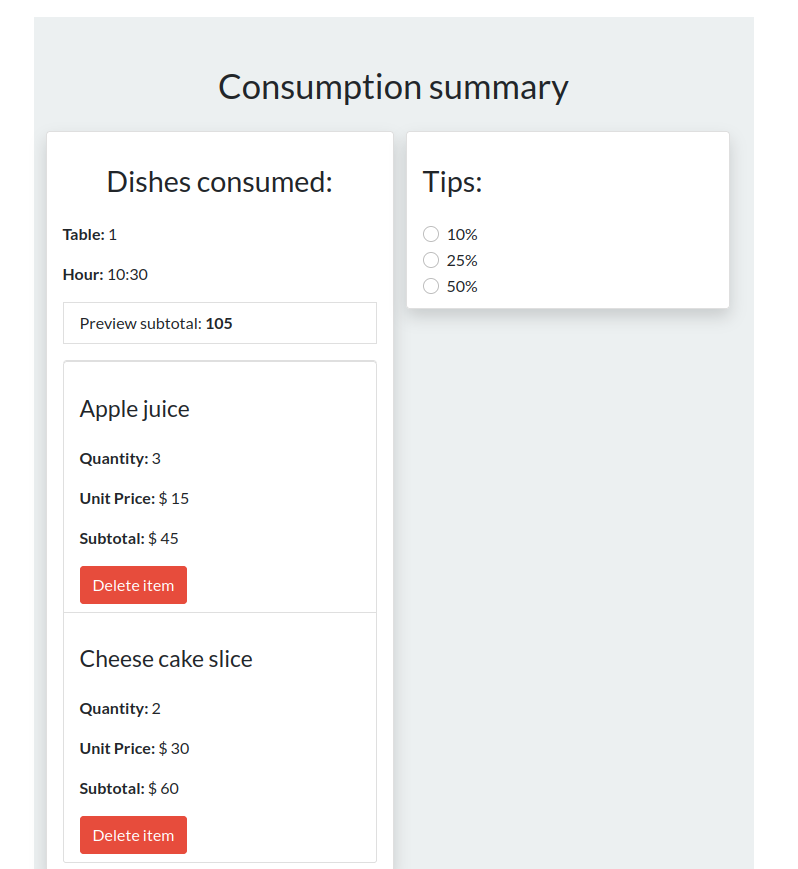 Consumption summary
Dishes consumed:
Table: 1
Hour: 10:30
Preview subtotal: 105
Apple juice
Quantity: 3
Unit Price: $ 15
Subtotal: $ 45
Delete item
Cheese cake slice
Quantity: 2
Unit Price: $ 30
Subtotal: $ 60
Delete item
Tips:
10%
25%
50%